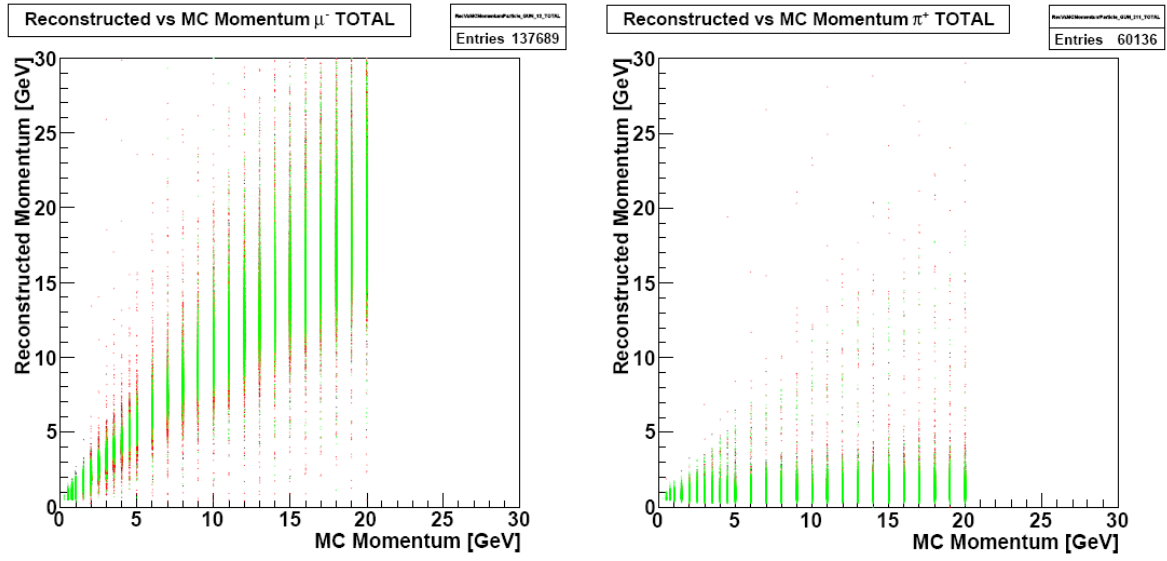 Reconstructed vs MC Momentum μ⁻ TOTAL
RecVsMCMomentumParticle_GUN_13_TOTAL
Entries 137689
Reconstructed Momentum [GeV]
30
25
20
15
10
5
0
0 5 10 15 20 25 30
MC Momentum [GeV]
Reconstructed vs MC Momentum π⁺ TOTAL
RecVsMCMomentumParticle_GUN_211_TOTAL
Entries 60136
Reconstructed Momentum [GeV]
30
25
20
15
10
5
0
0 5 10 15 20 25 30
MC Momentum [GeV]